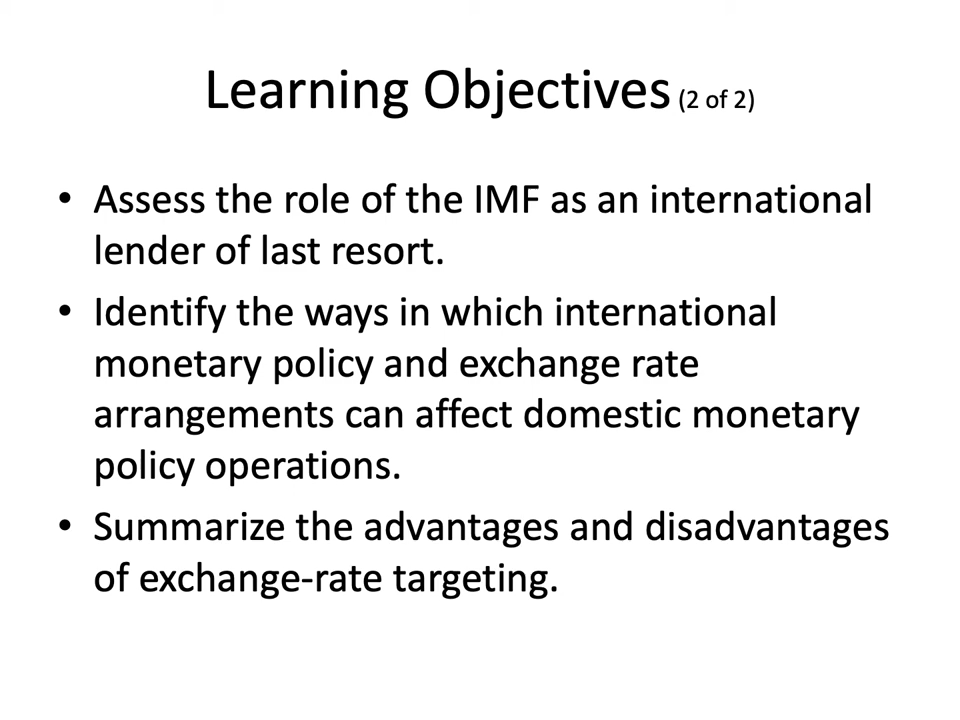 Learning Objectives (2 of 2)
• Assess the role of the IMF as an international
lender of last resort.
• Identify the ways in which international
monetary policy and exchange rate
arrangements can affect domestic monetary
policy operations.
• Summarize the advantages and disadvantages
of exchange-rate targeting.